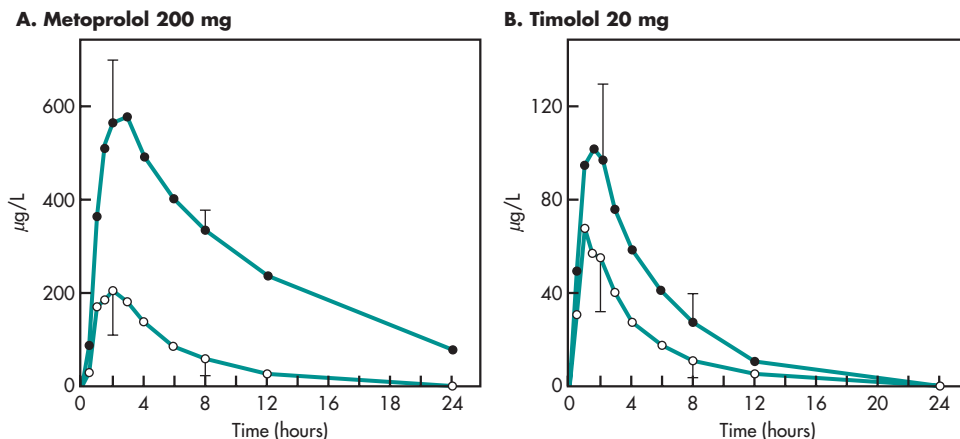 A. Metoprolol 200 mg
600
400
200
0
µg/L
0 4 8 12 16 20 24
Time (hours)
B. Timolol 20 mg
120
80
40
0
µg/L
0 4 8 12 16 20 24
Time (hours)